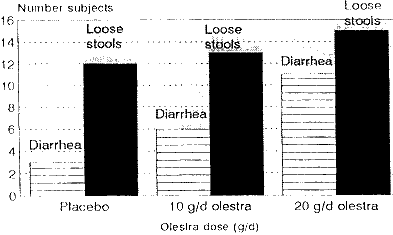 Number subjects
16
14
12
10
8
6
4
2
0
Loose
stools
Diarrhea
Loose
stools
Diarrhea
Loose
stools
Diarrhea
Placebo
10 g/d olestra
20 g/d olestra
Olestra dose (g/d)